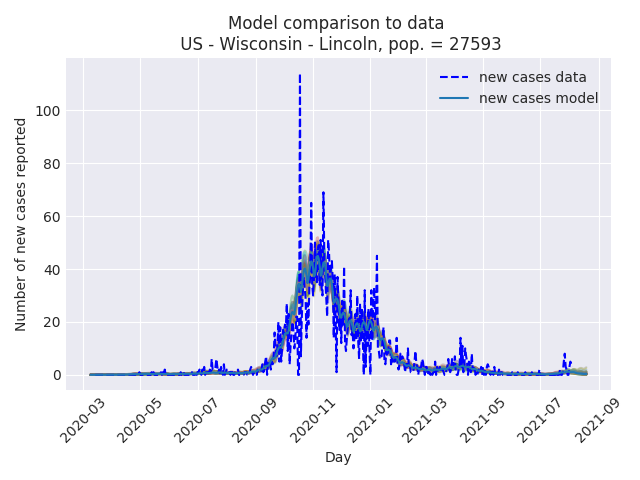 Model comparison to data
US - Wisconsin - Lincoln, pop. = 27593
new cases data
new cases model
Number of new cases reported
100
80
60
40
20
0
2020-03
2020-05
2020-07
2020-09
2020-11
2021-01
2021-03
2021-05
2021-07
2021-09
Day